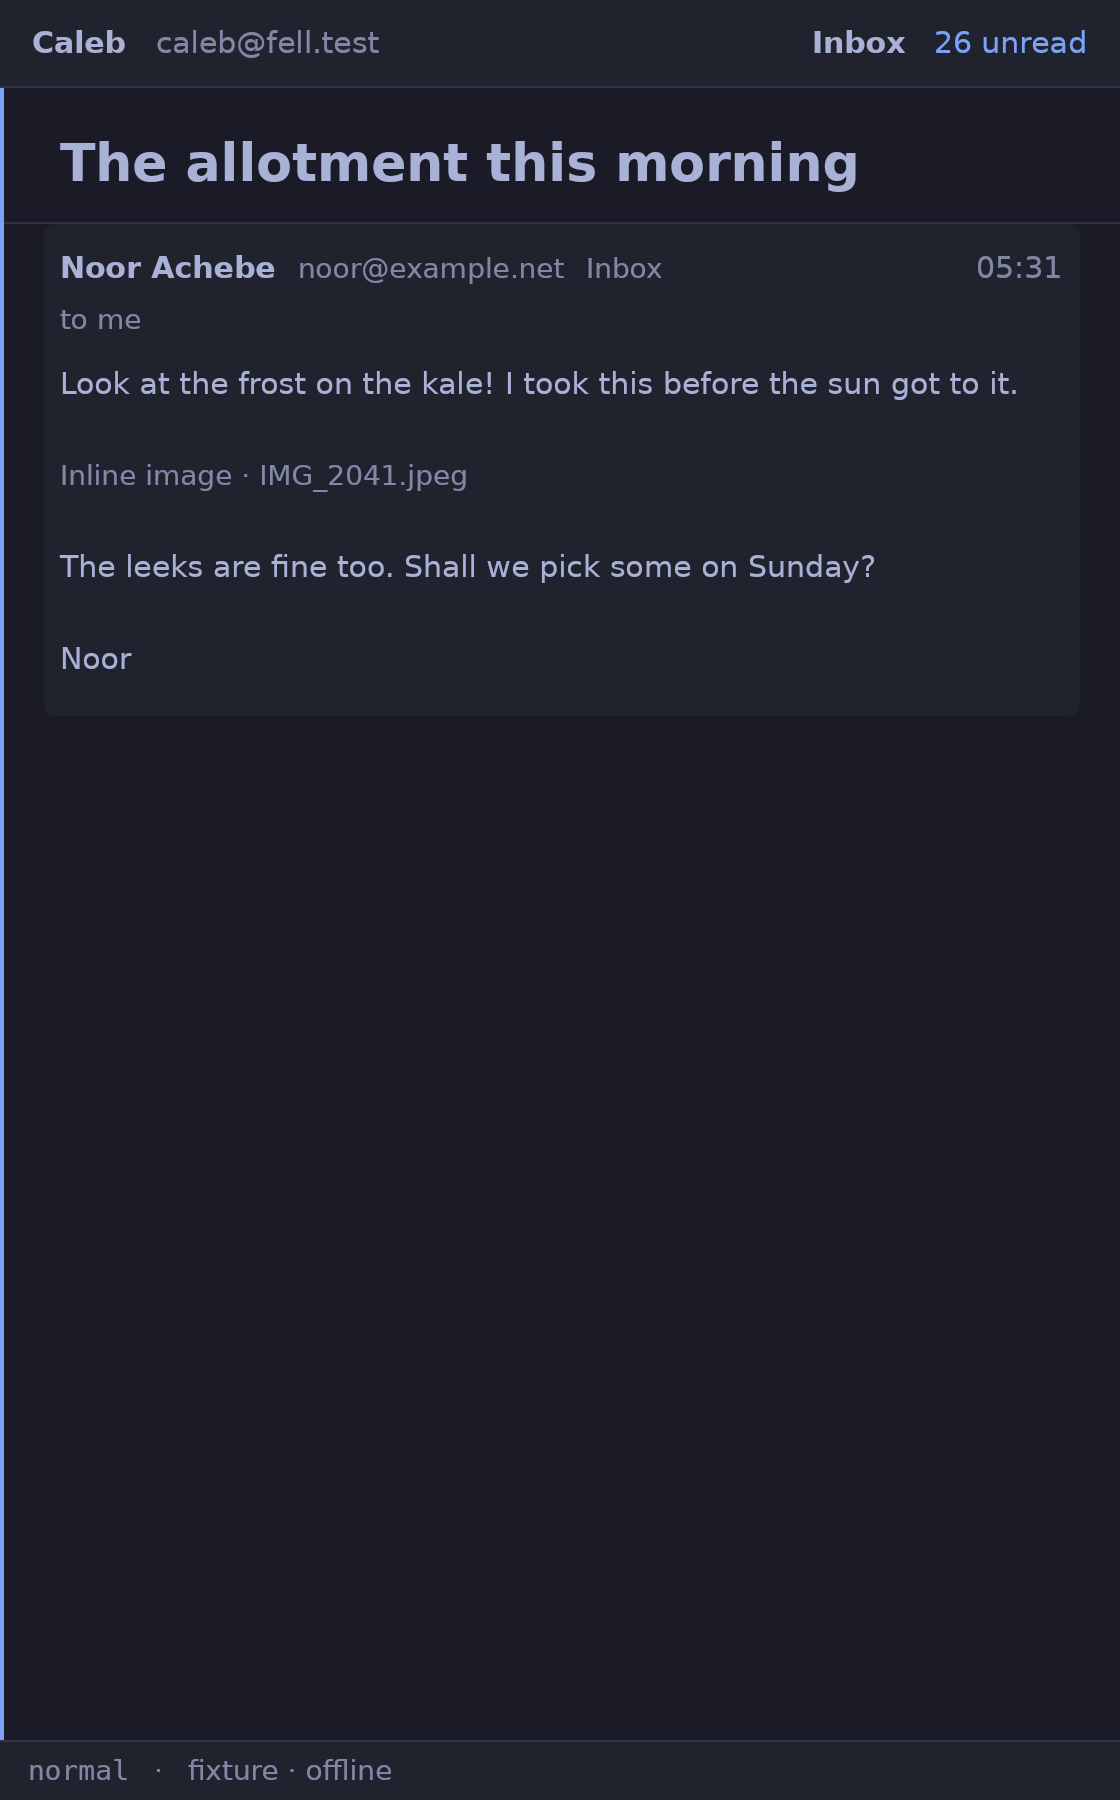 Caleb caleb@fell.test Inbox 26 unread
The allotment this morning
Noor Achebe noor@example.net Inbox 05:31
to me
Look at the frost on the kale! I took this before the sun got to it.
Inline image · IMG_2041.jpeg
The leeks are fine too. Shall we pick some on Sunday?
Noor
normal · fixture · offline